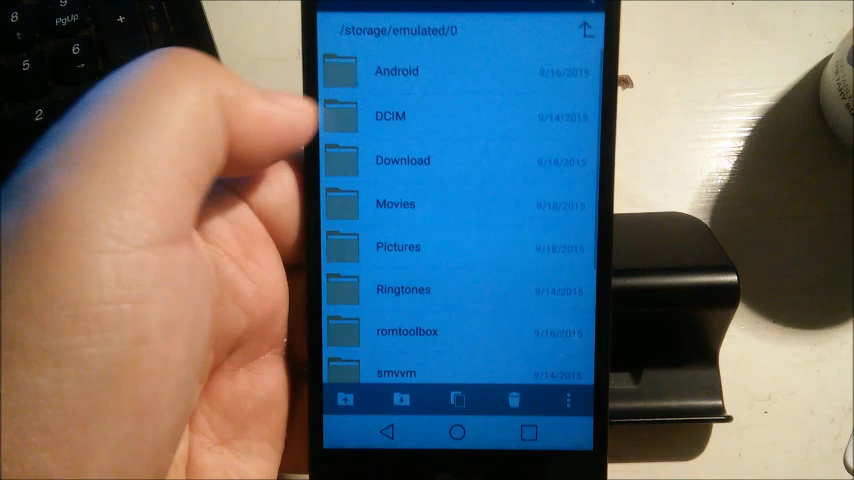 8
9
PgUp
+
5
6
→
2
/storage/emulated/0
Android 9/16/2015
DCIM 9/14/2015
Download 9/18/2015
Movies 9/18/2015
Pictures 9/18/2015
Ringtones 9/14/2015
romtoolbox 9/16/2015
smvvm 9/14/2015